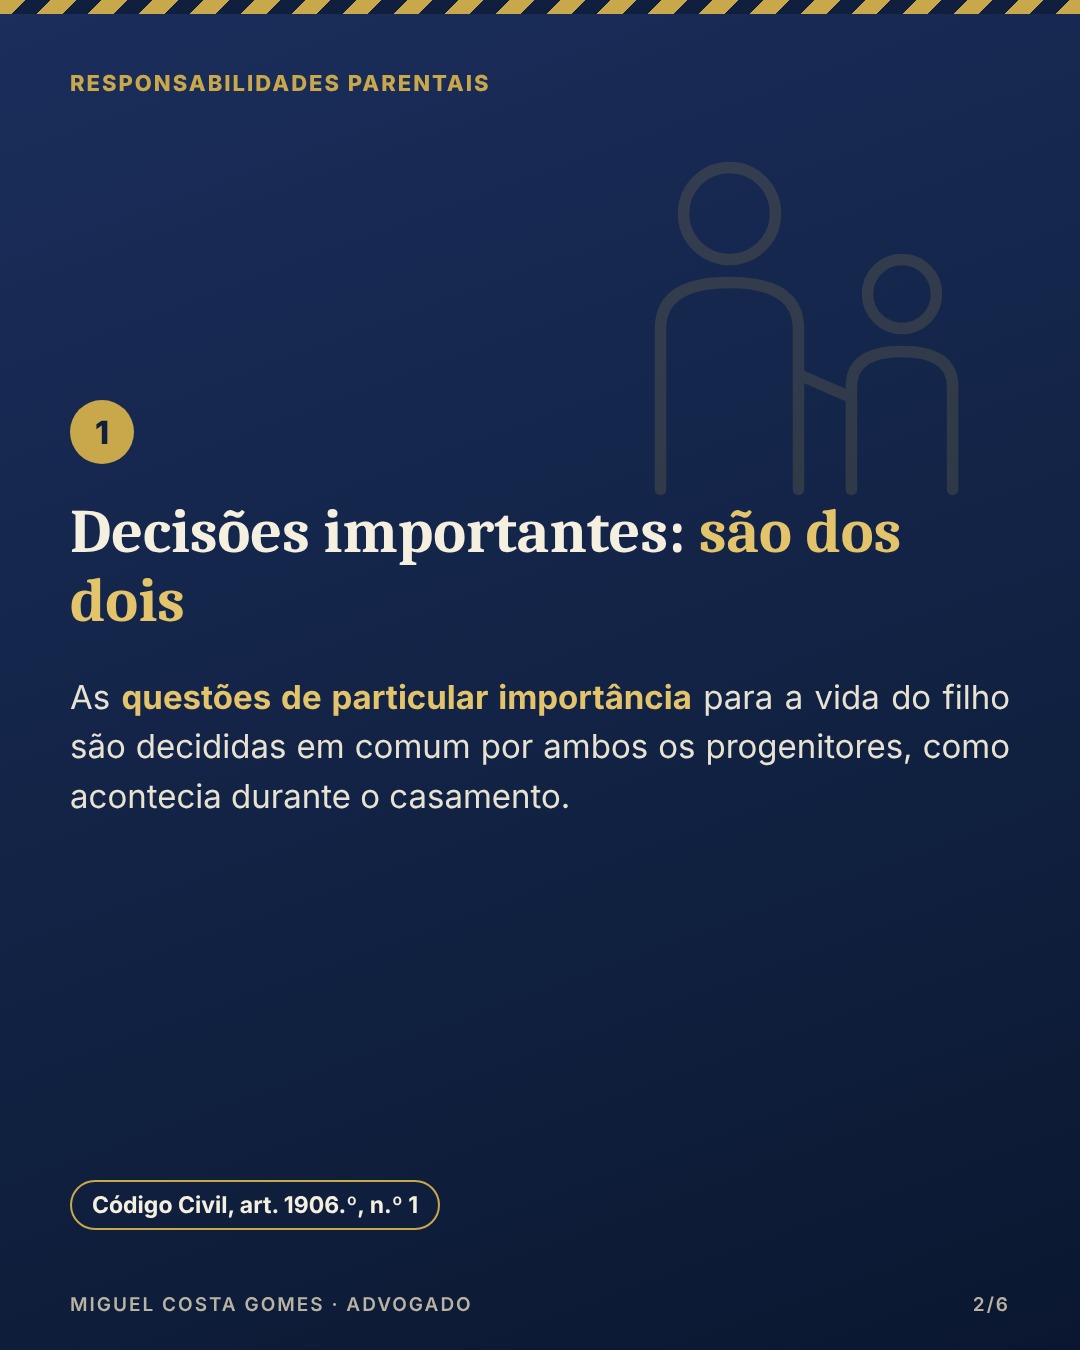 RESPONSABILIDADES PARENTAIS
1
Decisões importantes: são dos
dois
As questões de particular importância para a vida do filho
são decididas em comum por ambos os progenitores, como
acontecia durante o casamento.
Código Civil, art. 1906.º, n.º 1
MIGUEL COSTA GOMES · ADVOGADO
2/6